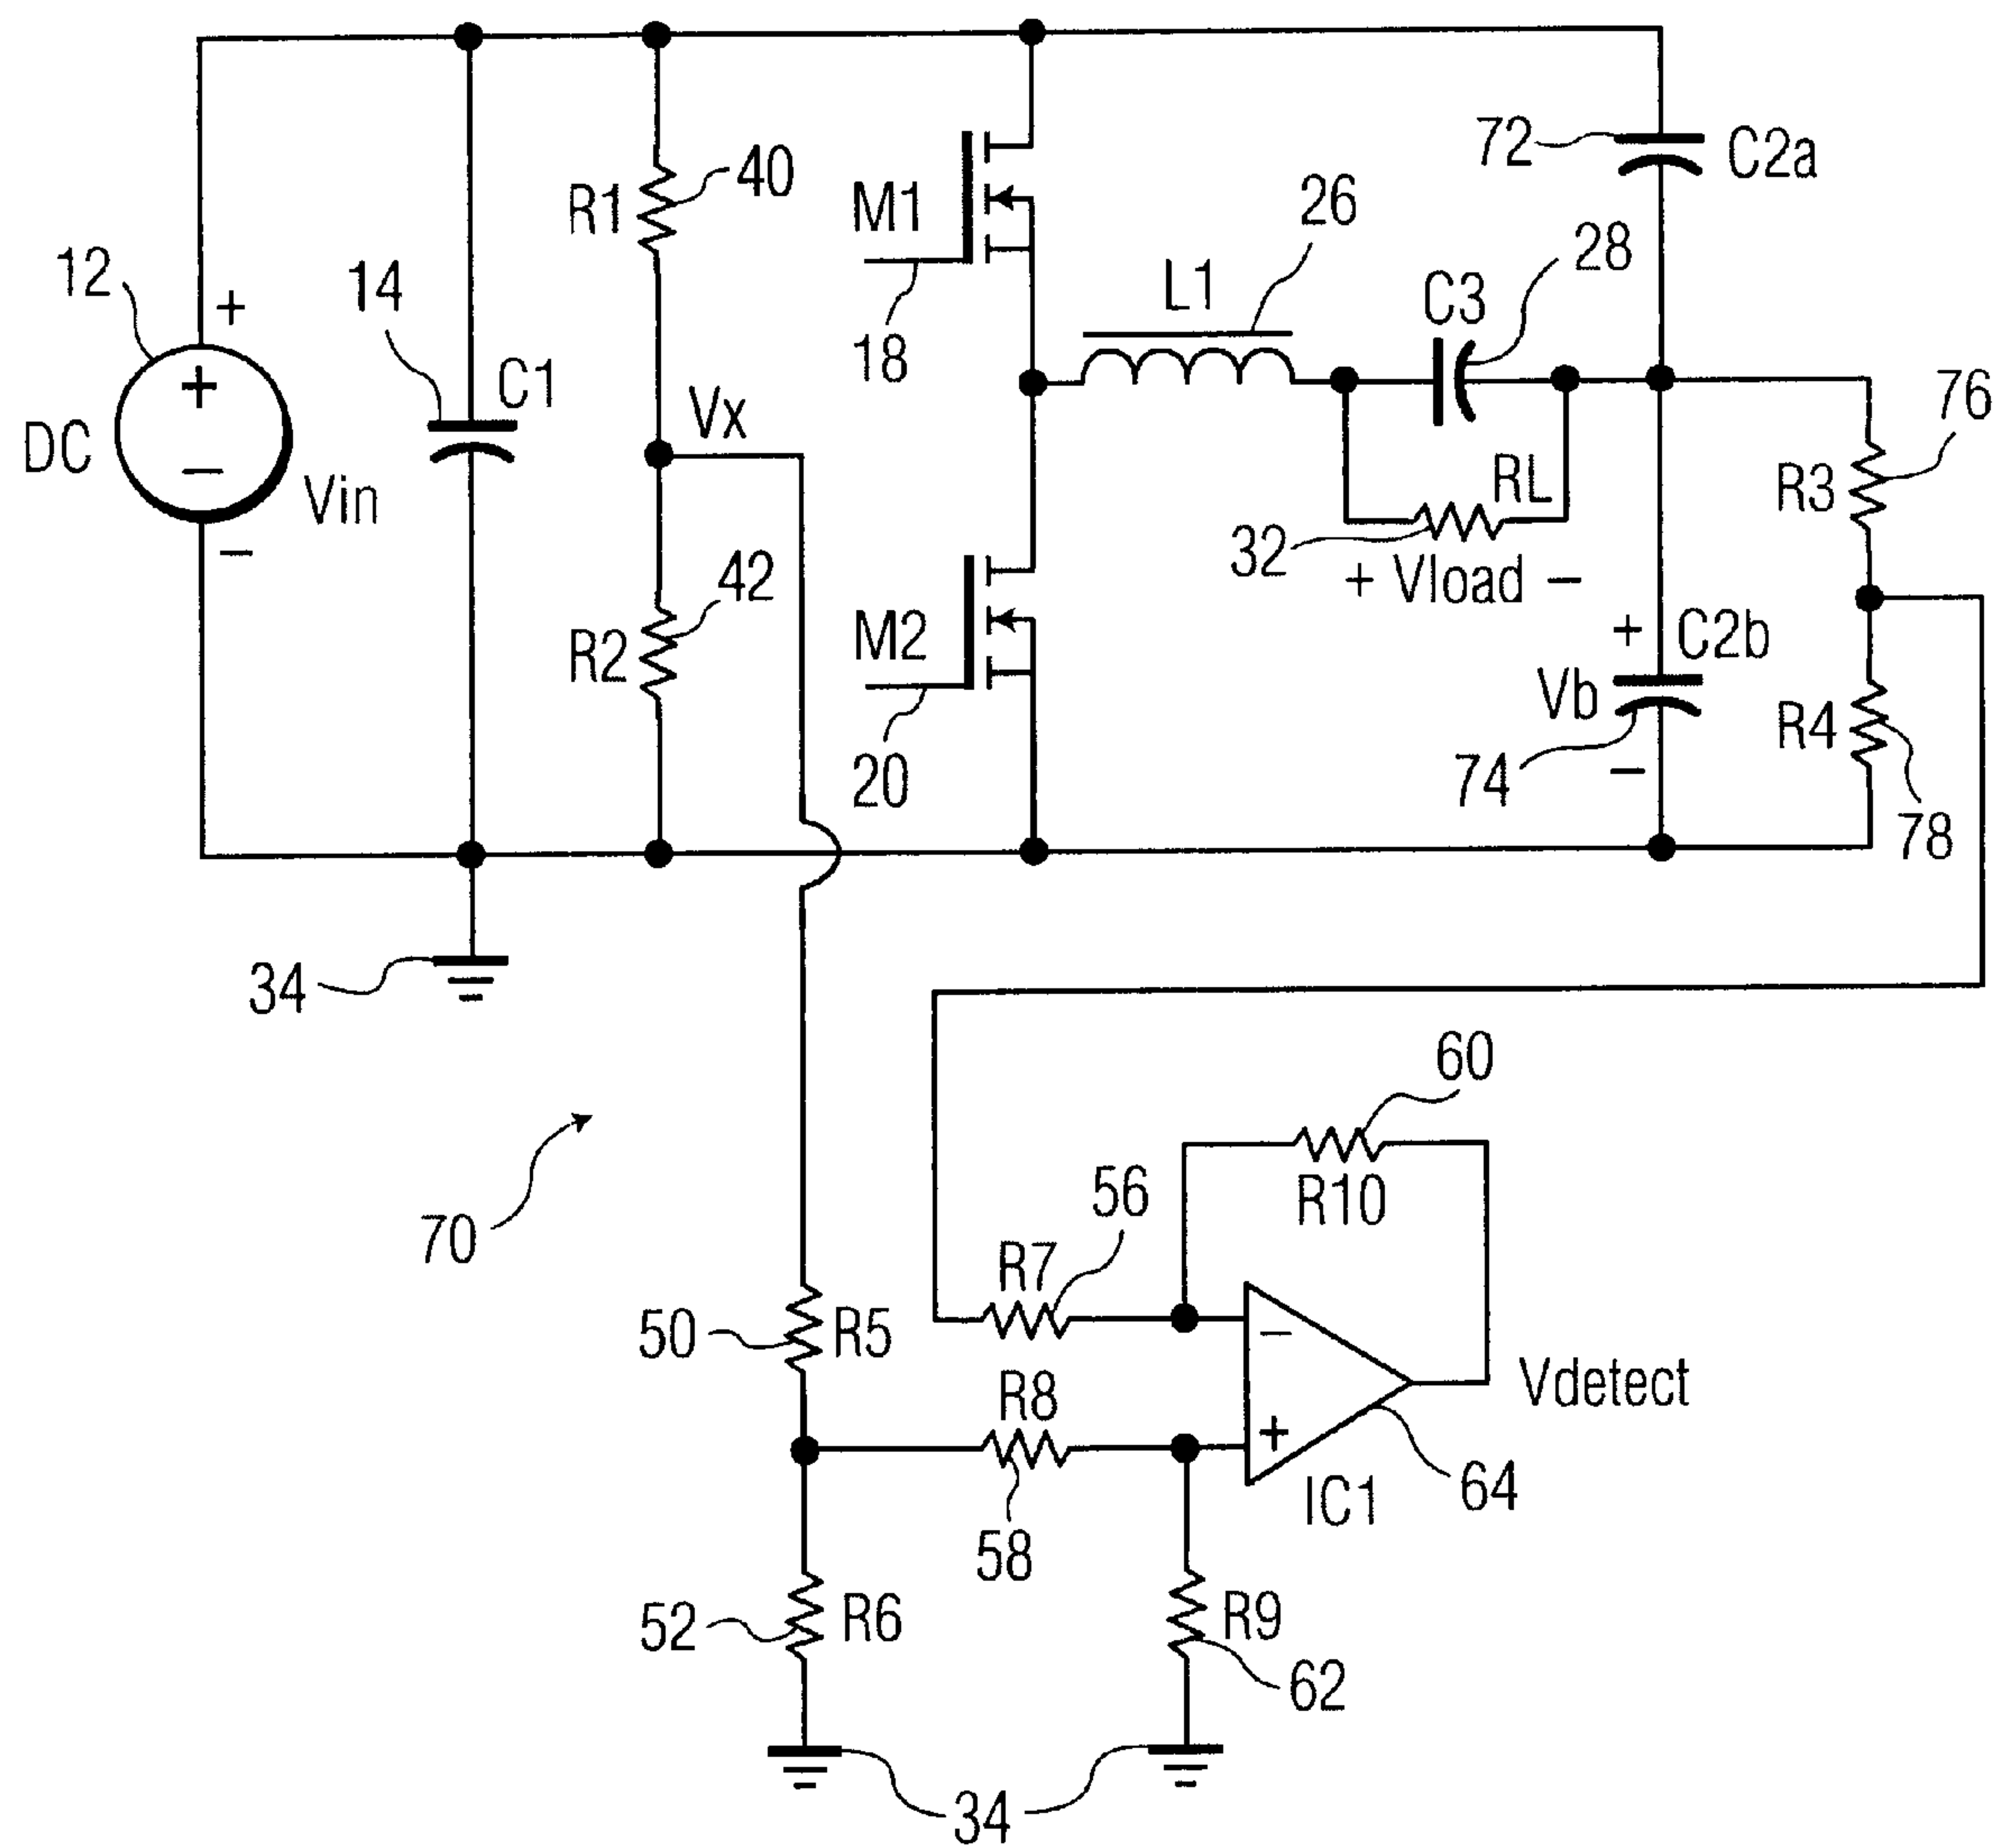 72
C2a
40
R1
M1
26
28
12
+
14
L1
C3
18
76
+
C1
Vx
DC
−
Vin
RL
R3
−
32
+ Vload −
42
R2
M2
+
C2b
Vb
R4
20
74
−
78
34
60
56
R10
70
R7
50
R5
−
R8
Vdetect
+
64
IC1
58
52
R6
R9
62
34